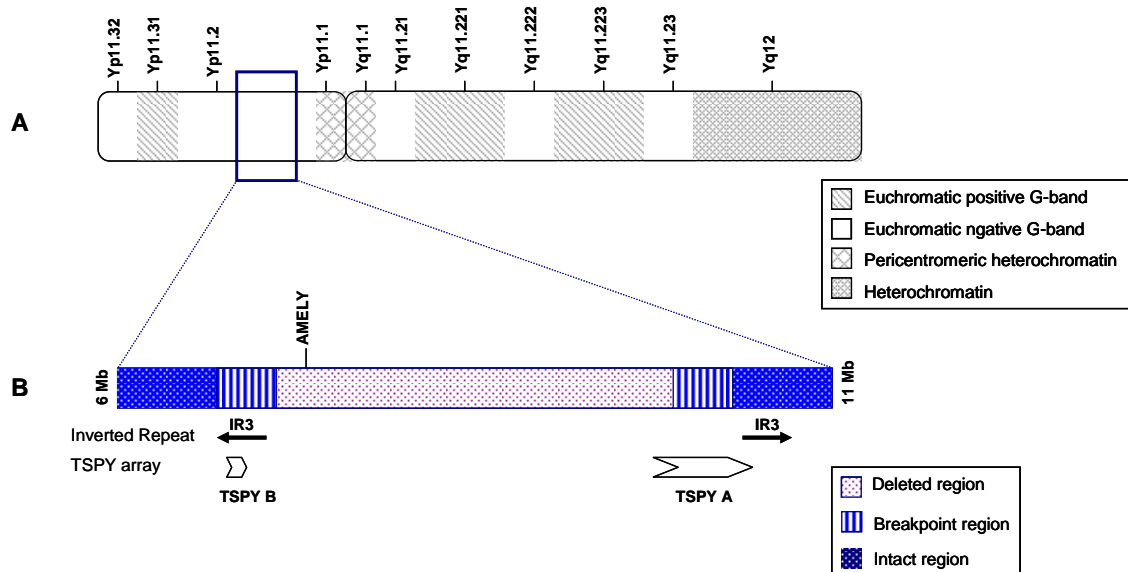 Yp11.32
Yp11.31
Yp11.2
Yp11.1
Yq11.1
Yq11.21
Yq11.221
Yq11.222
Yq11.223
Yq11.23
Yq12
A
Euchromatic positive G-band
Euchromatic ngative G-band
Pericentromeric heterochromatin
Heterochromatin
AMELY
B
6 Mb
11 Mb
Inverted Repeat
IR3
IR3
TSPY array
TSPY B
TSPY A
Deleted region
Breakpoint region
Intact region